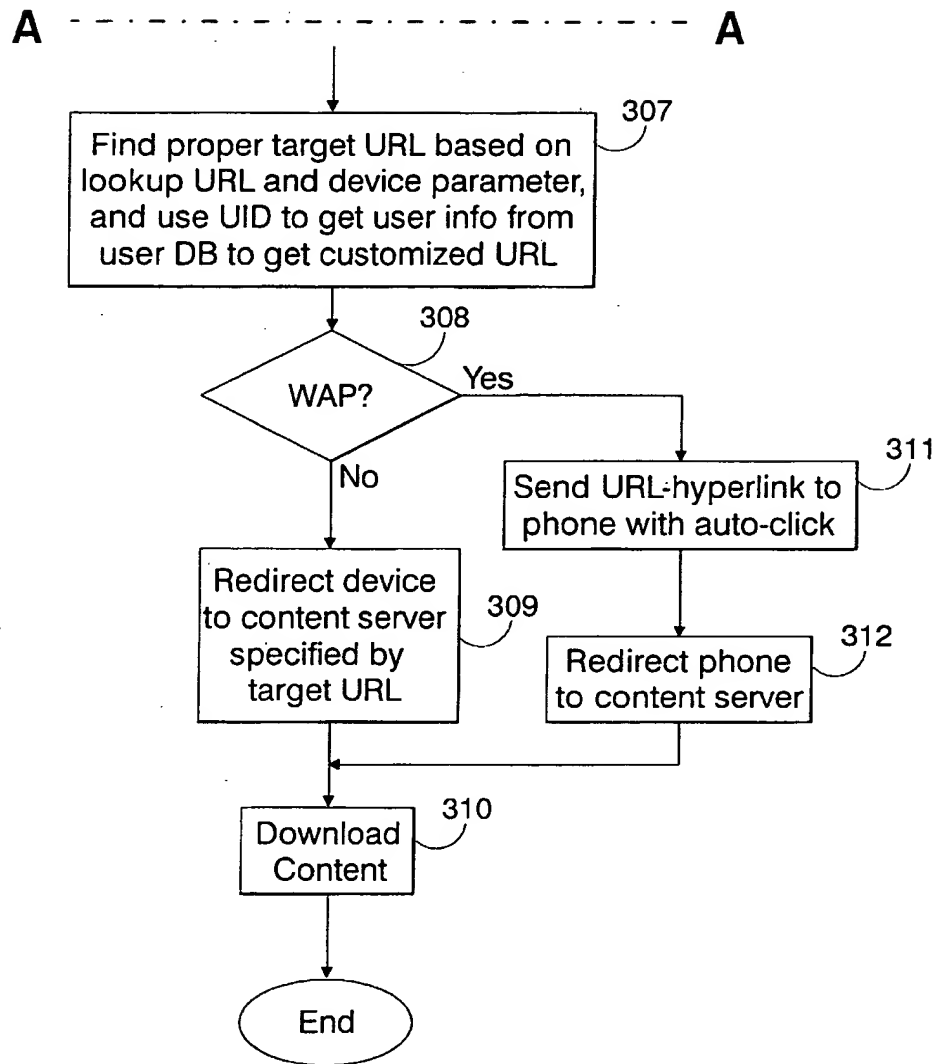 A A
307
Find proper target URL based on
lookup URL and device parameter,
and use UID to get user info from
user DB to get customized URL
308
WAP?
Yes
No
311
Send URL-hyperlink to
phone with auto-click
Redirect device
to content server
specified by
target URL
309
312
Redirect phone
to content server
310
Download
Content
End